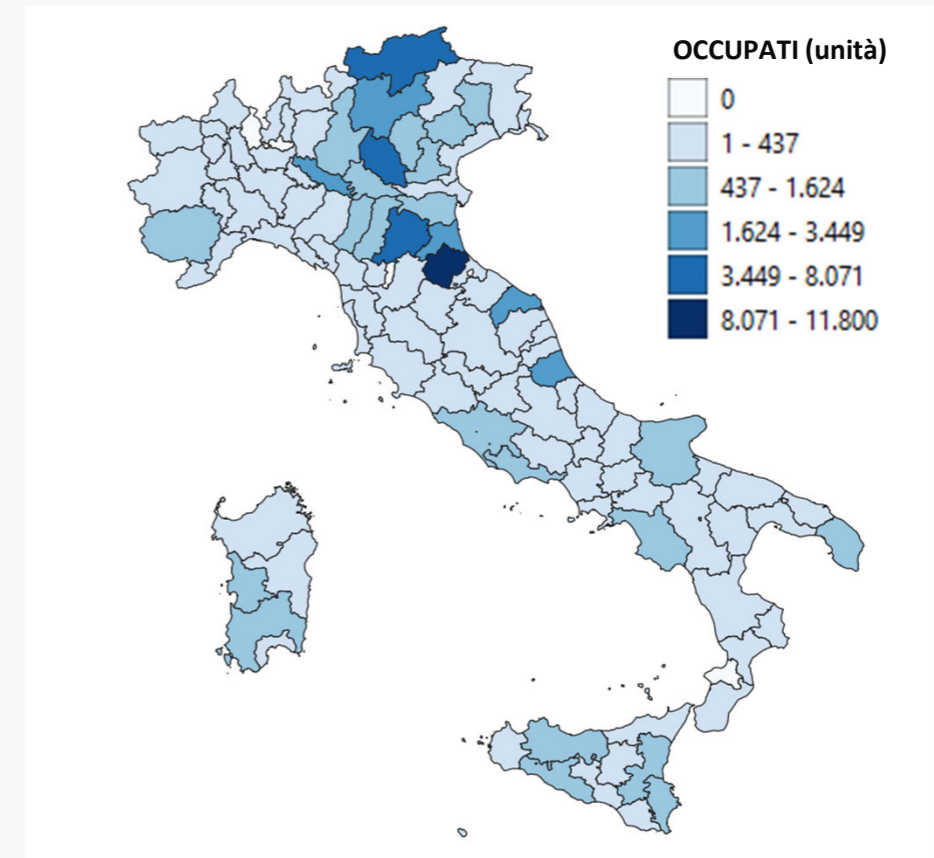 OCCUPATI (unità)
0
1 - 437
437 - 1.624
1.624 - 3.449
3.449 - 8.071
8.071 - 11.800